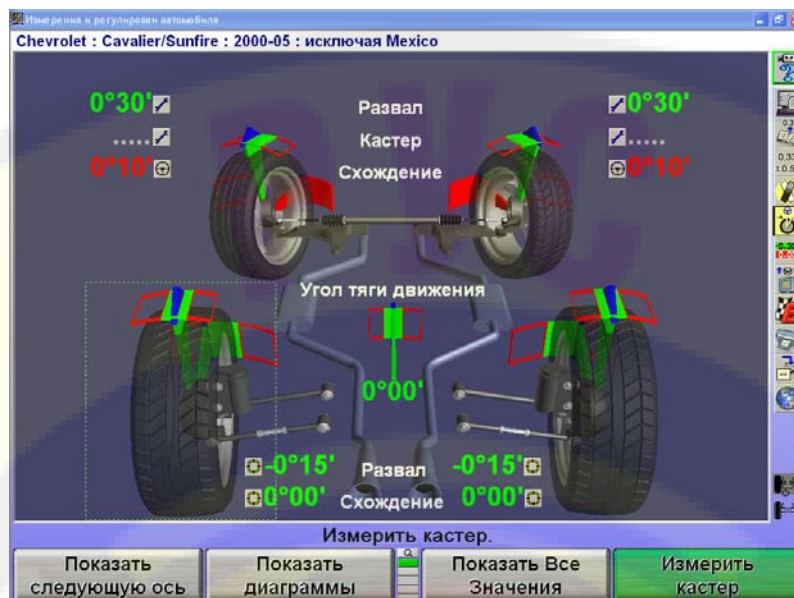 Измерения и регулировки автомобиля
Chevrolet : Cavalier/Sunfire : 2000-05 : исключая Mexico
0°30' Развал 0°30'
..... Кастер .....
0°10' Схождение 0°10'
Угол тяги движения
0°00'
-0°15' Развал -0°15'
0°00' Схождение 0°00'
Измерить кастер.
Показать следующую ось
Показать диаграммы
Показать Все Значения
Измерить кастер